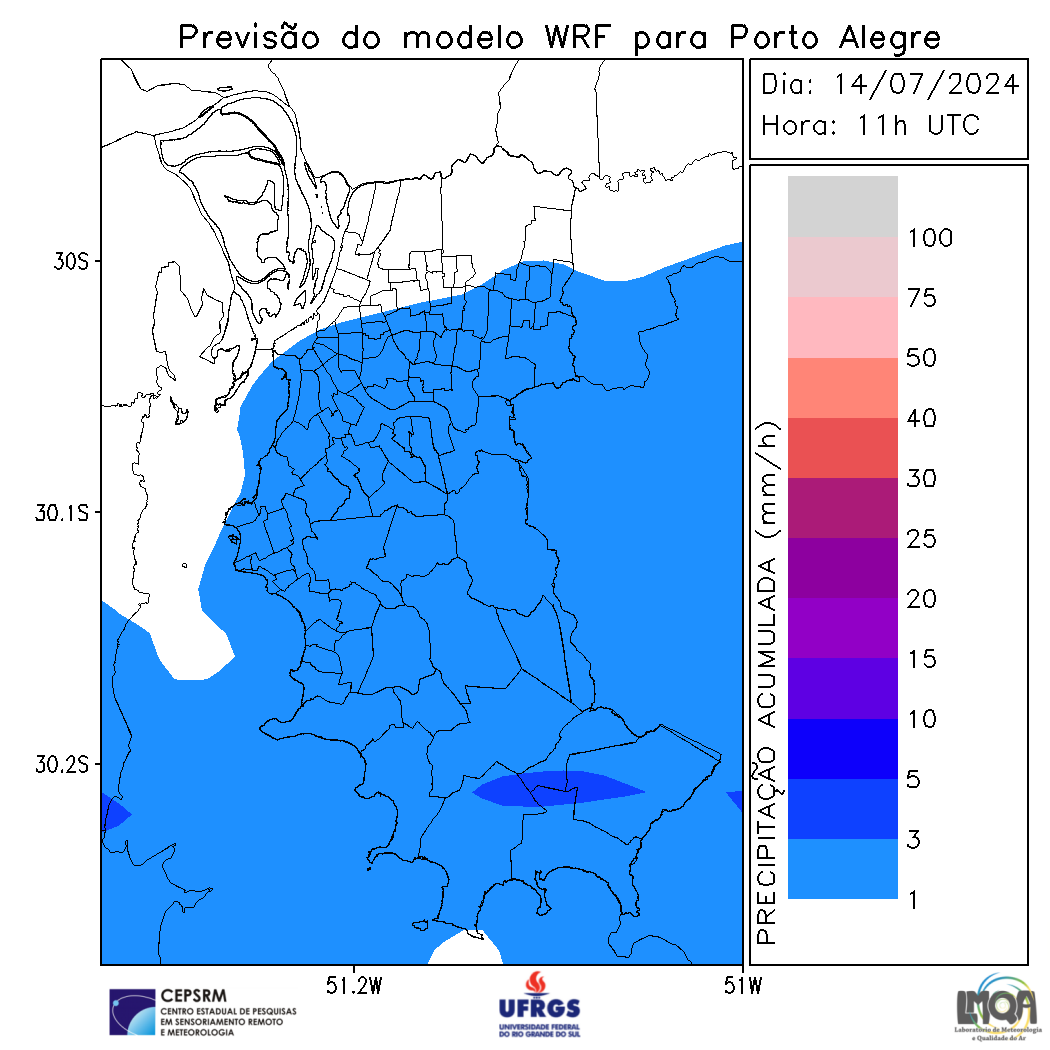 Previsão do modelo WRF para Porto Alegre
Dia: 14/07/2024
Hora: 11h UTC
30S
30.1S
30.2S
51.2W
51W
PRECIPITAÇÃO ACUMULADA (mm/h)
100
75
50
40
30
25
20
15
10
5
3
1
CEPSRM
CENTRO ESTADUAL DE PESQUISAS
EM SENSORIAMENTO REMOTO
E METEOROLOGIA
UFRGS
UNIVERSIDADE FEDERAL
DO RIO GRANDE DO SUL
LMQA
Laboratório de Meteorologia
e Qualidade do Ar